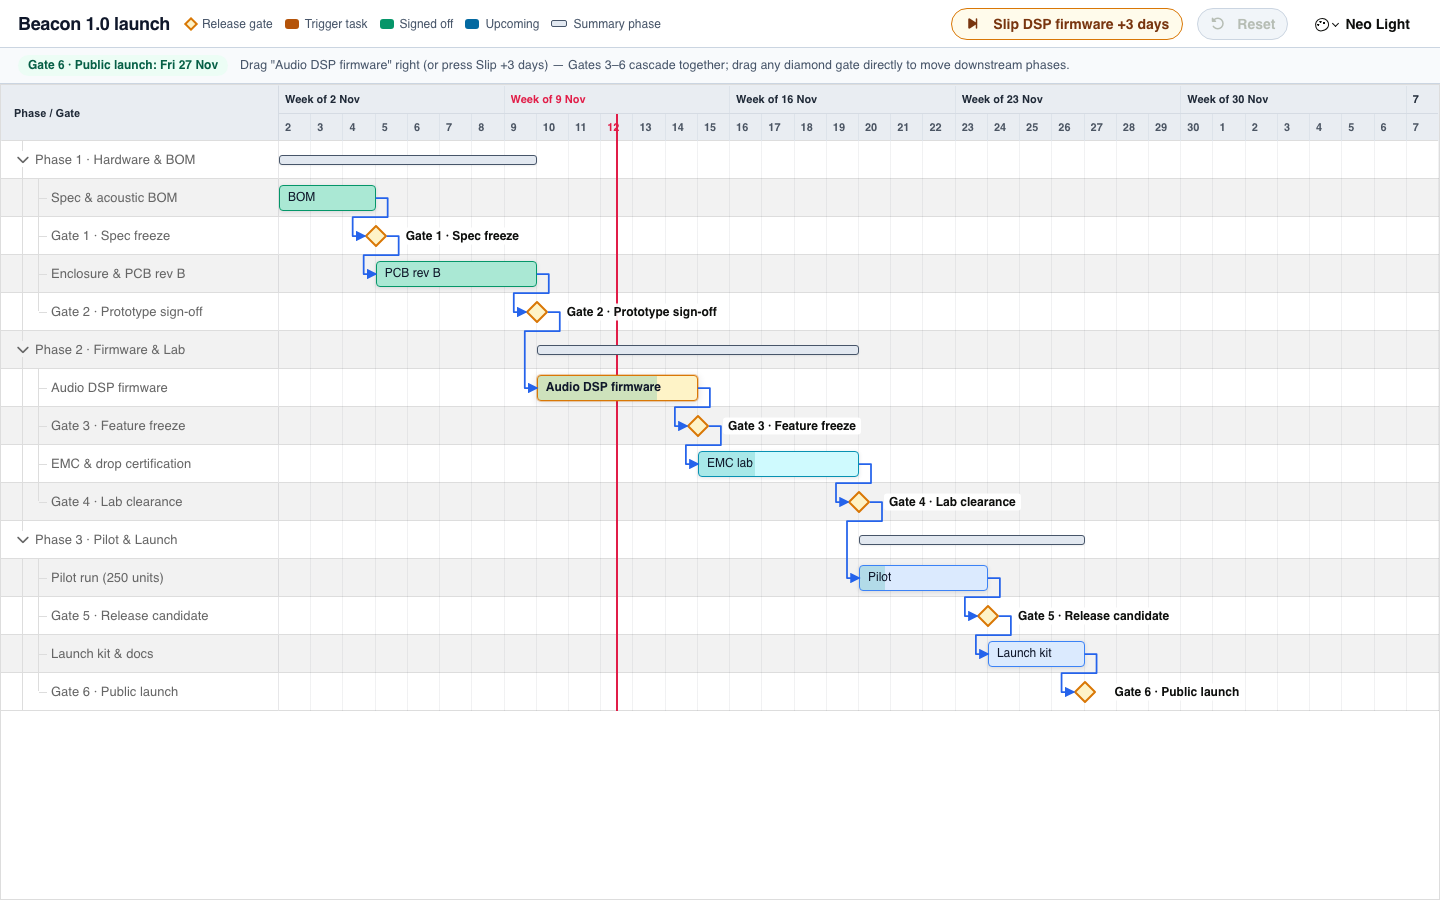 Beacon 1.0 launch
Release gate
Trigger task
Signed off
Upcoming
Summary phase
Slip DSP firmware +3 days
Reset
Neo Light
Gate 6 · Public launch: Fri 27 Nov
Drag "Audio DSP firmware" right (or press Slip +3 days) — Gates 3–6 cascade together; drag any diamond gate directly to move downstream phases.
Phase / Gate
Week of 2 Nov
Week of 9 Nov
Week of 16 Nov
Week of 23 Nov
Week of 30 Nov
7
2 3 4 5 6 7 8 9 10 11 12 13 14 15 16 17 18 19 20 21 22 23 24 25 26 27 28 29 30 1 2 3 4 5 6 7
Phase 1 · Hardware & BOM
Spec & acoustic BOM
BOM
Gate 1 · Spec freeze
Gate 1 · Spec freeze
Enclosure & PCB rev B
PCB rev B
Gate 2 · Prototype sign-off
Gate 2 · Prototype sign-off
Phase 2 · Firmware & Lab
Audio DSP firmware
Audio DSP firmware
Gate 3 · Feature freeze
Gate 3 · Feature freeze
EMC & drop certification
EMC lab
Gate 4 · Lab clearance
Gate 4 · Lab clearance
Phase 3 · Pilot & Launch
Pilot run (250 units)
Pilot
Gate 5 · Release candidate
Gate 5 · Release candidate
Launch kit & docs
Launch kit
Gate 6 · Public launch
Gate 6 · Public launch